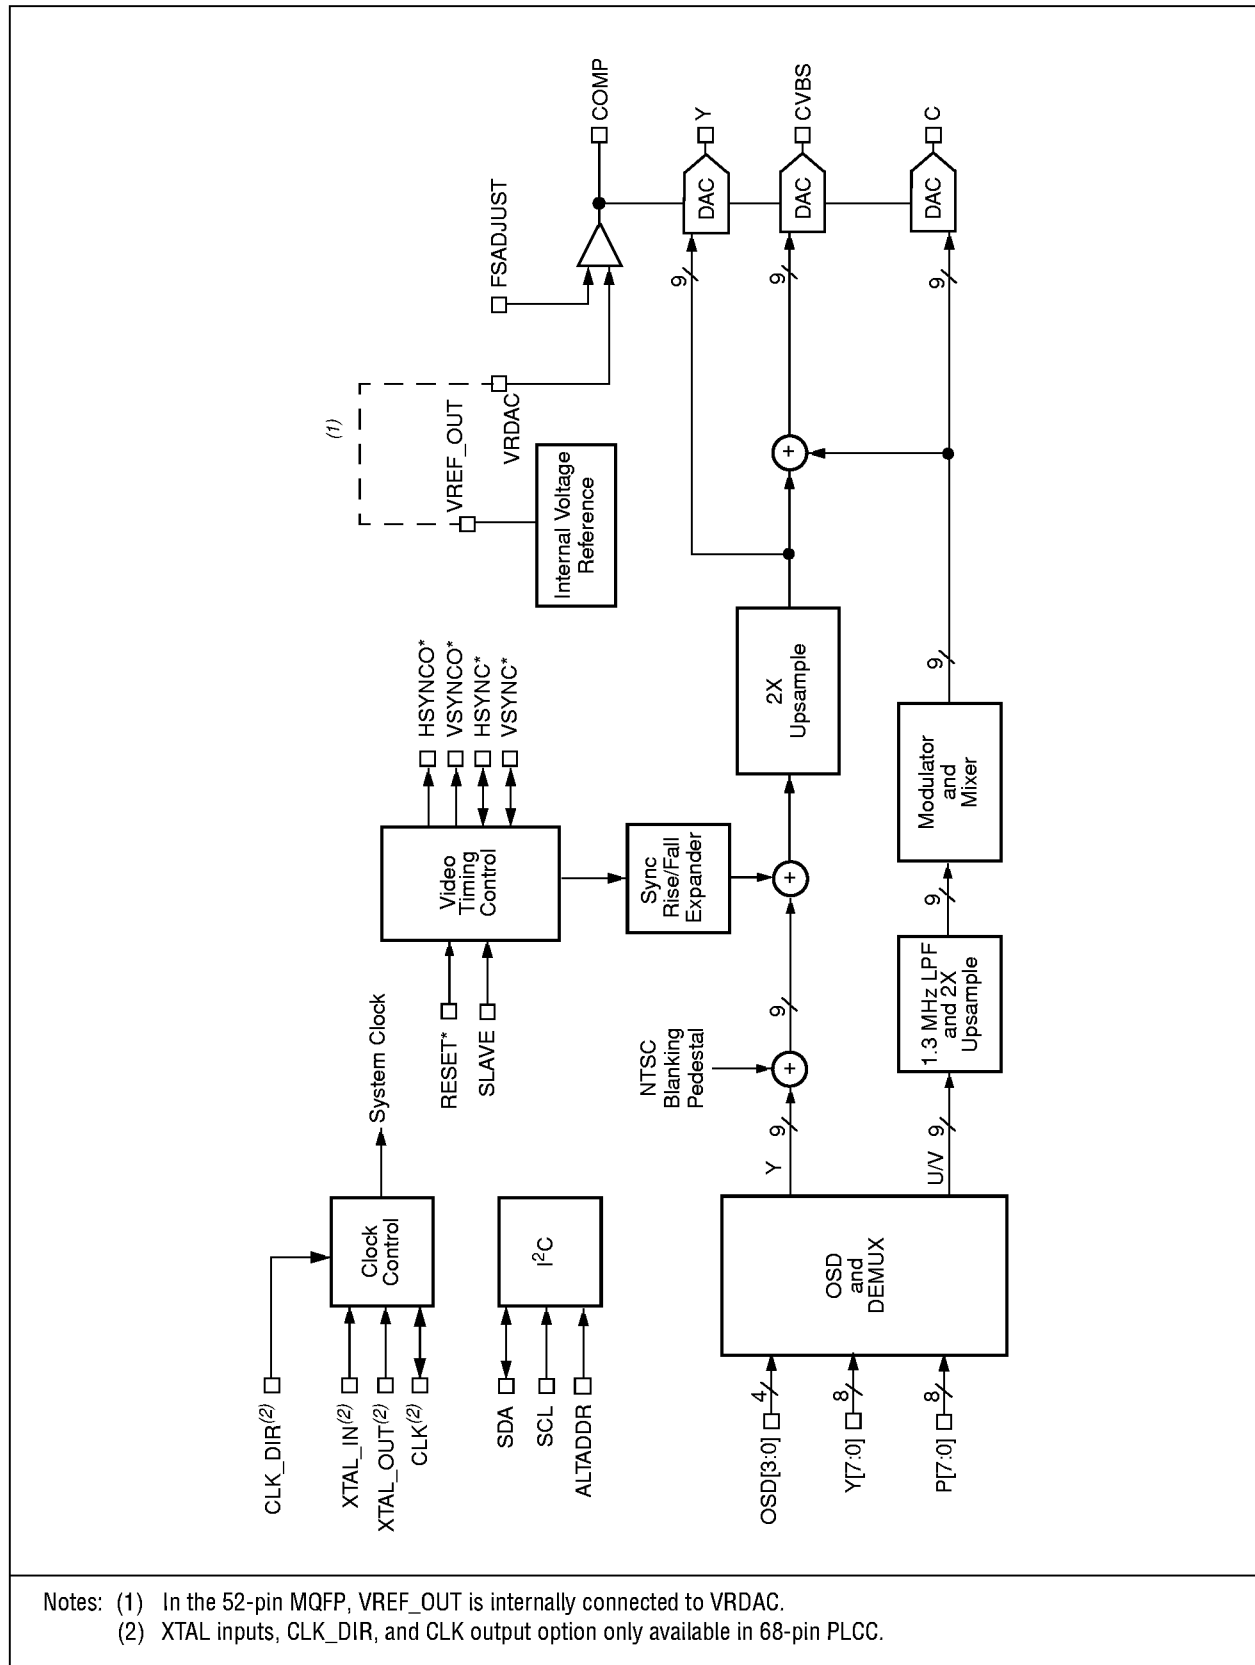 CLK_DIR(2)
XTAL_IN(2)
XTAL_OUT(2)
CLK(2)
Clock
Control
System Clock
SDA
SCL
ALTADDR
I2C
RESET*
SLAVE
Video
Timing
Control
HSYNCO*
VSYNCO*
HSYNC*
VSYNC*
(1)
VREF_OUT
VRDAC
Internal Voltage
Reference
FSADJUST
COMP
Sync
Rise/Fall
Expander
OSD[3:0]
4
Y[7:0]
8
P[7:0]
8
OSD
and
DEMUX
Y
9
NTSC
Blanking
Pedestal
+
9
+
2X
Upsample
+
9
DAC
Y
9
DAC
CVBS
U/V
9
1.3 MHz LPF
and 2X
Upsample
9
Modulator
and
Mixer
9
9
DAC
C
Notes: (1) In the 52-pin MQFP, VREF_OUT is internally connected to VRDAC.
(2) XTAL inputs, CLK_DIR, and CLK output option only available in 68-pin PLCC.